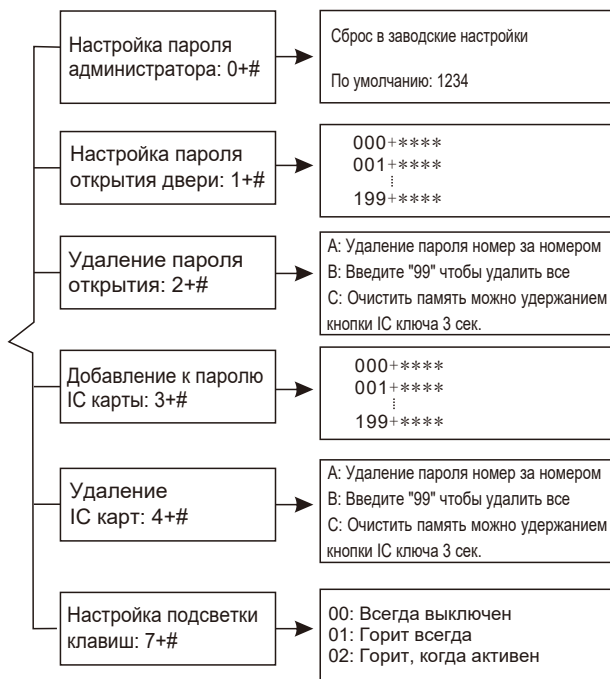 Настройка пароля
администратора: 0+#
Сброс в заводские настройки
По умолчанию: 1234
Настройка пароля
открытия двери: 1+#
000+****
001+****
⁞
199+****
Удаление пароля
открытия: 2+#
A: Удаление пароля номер за номером
B: Введите "99" чтобы удалить все
C: Очистить память можно удержанием
кнопки IC ключа 3 сек.
Добавление к паролю
IC карты: 3+#
000+****
001+****
⁞
199+****
Удаление
IC карт: 4+#
A: Удаление пароля номер за номером
B: Введите "99" чтобы удалить все
C: Очистить память можно удержанием
кнопки IC ключа 3 сек.
Настройка подсветки
клавиш: 7+#
00: Всегда выключен
01: Горит всегда
02: Горит, когда активен